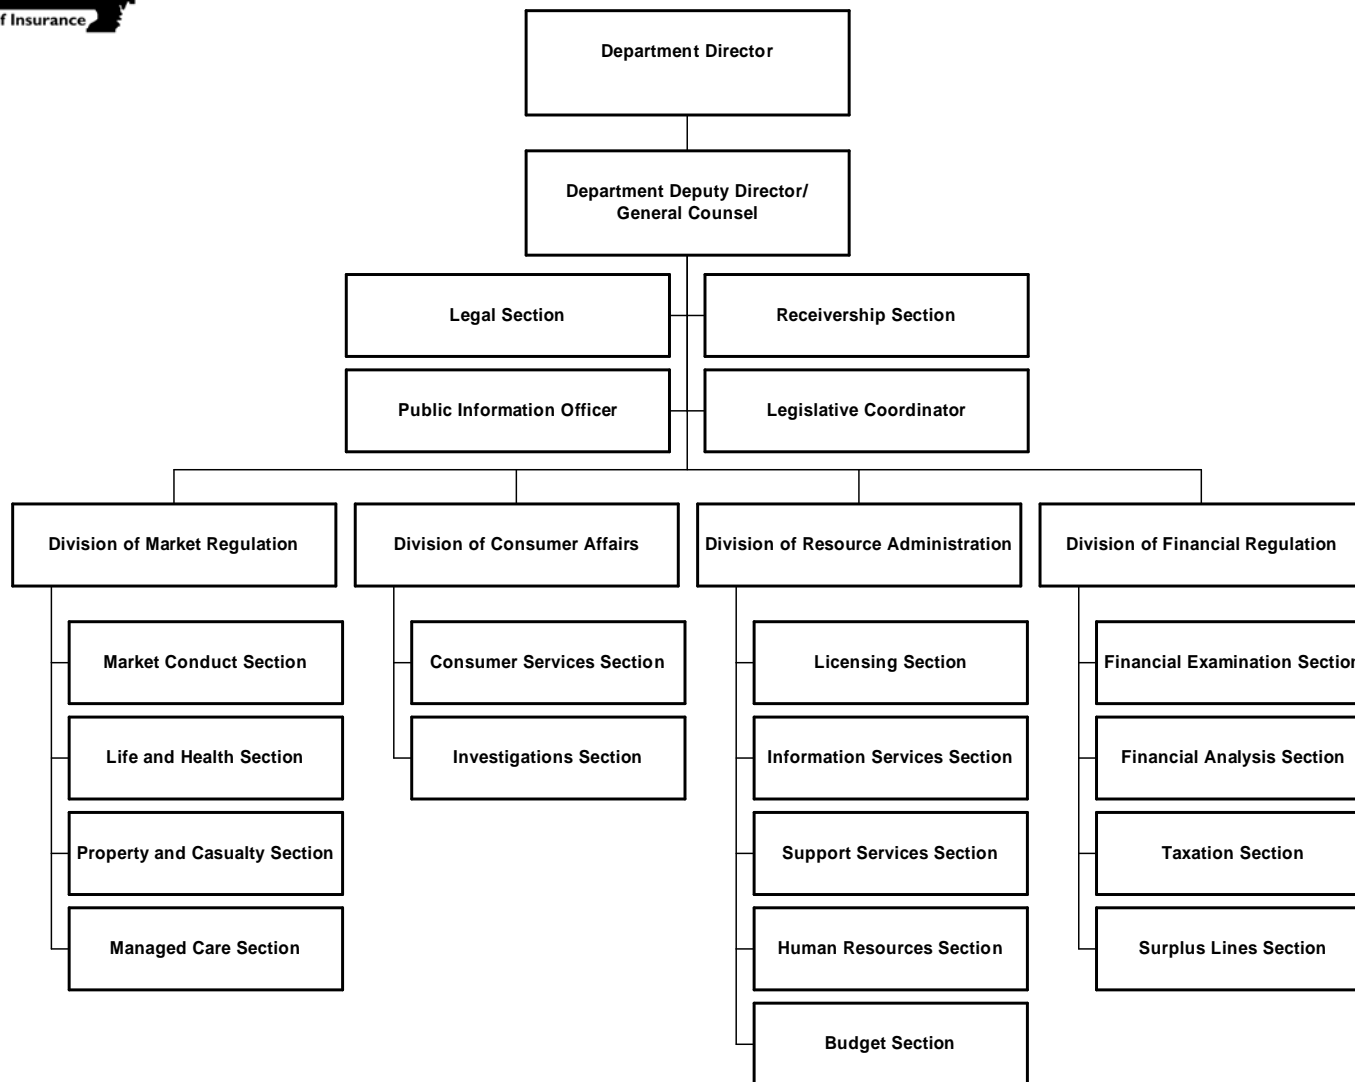 f Insurance
Department Director
Department Deputy Director/
General Counsel
Legal Section
Receivership Section
Public Information Officer
Legislative Coordinator
Division of Market Regulation
Division of Consumer Affairs
Division of Resource Administration
Division of Financial Regulation
Market Conduct Section
Consumer Services Section
Licensing Section
Financial Examination Section
Life and Health Section
Investigations Section
Information Services Section
Financial Analysis Section
Property and Casualty Section
Support Services Section
Taxation Section
Managed Care Section
Human Resources Section
Surplus Lines Section
Budget Section